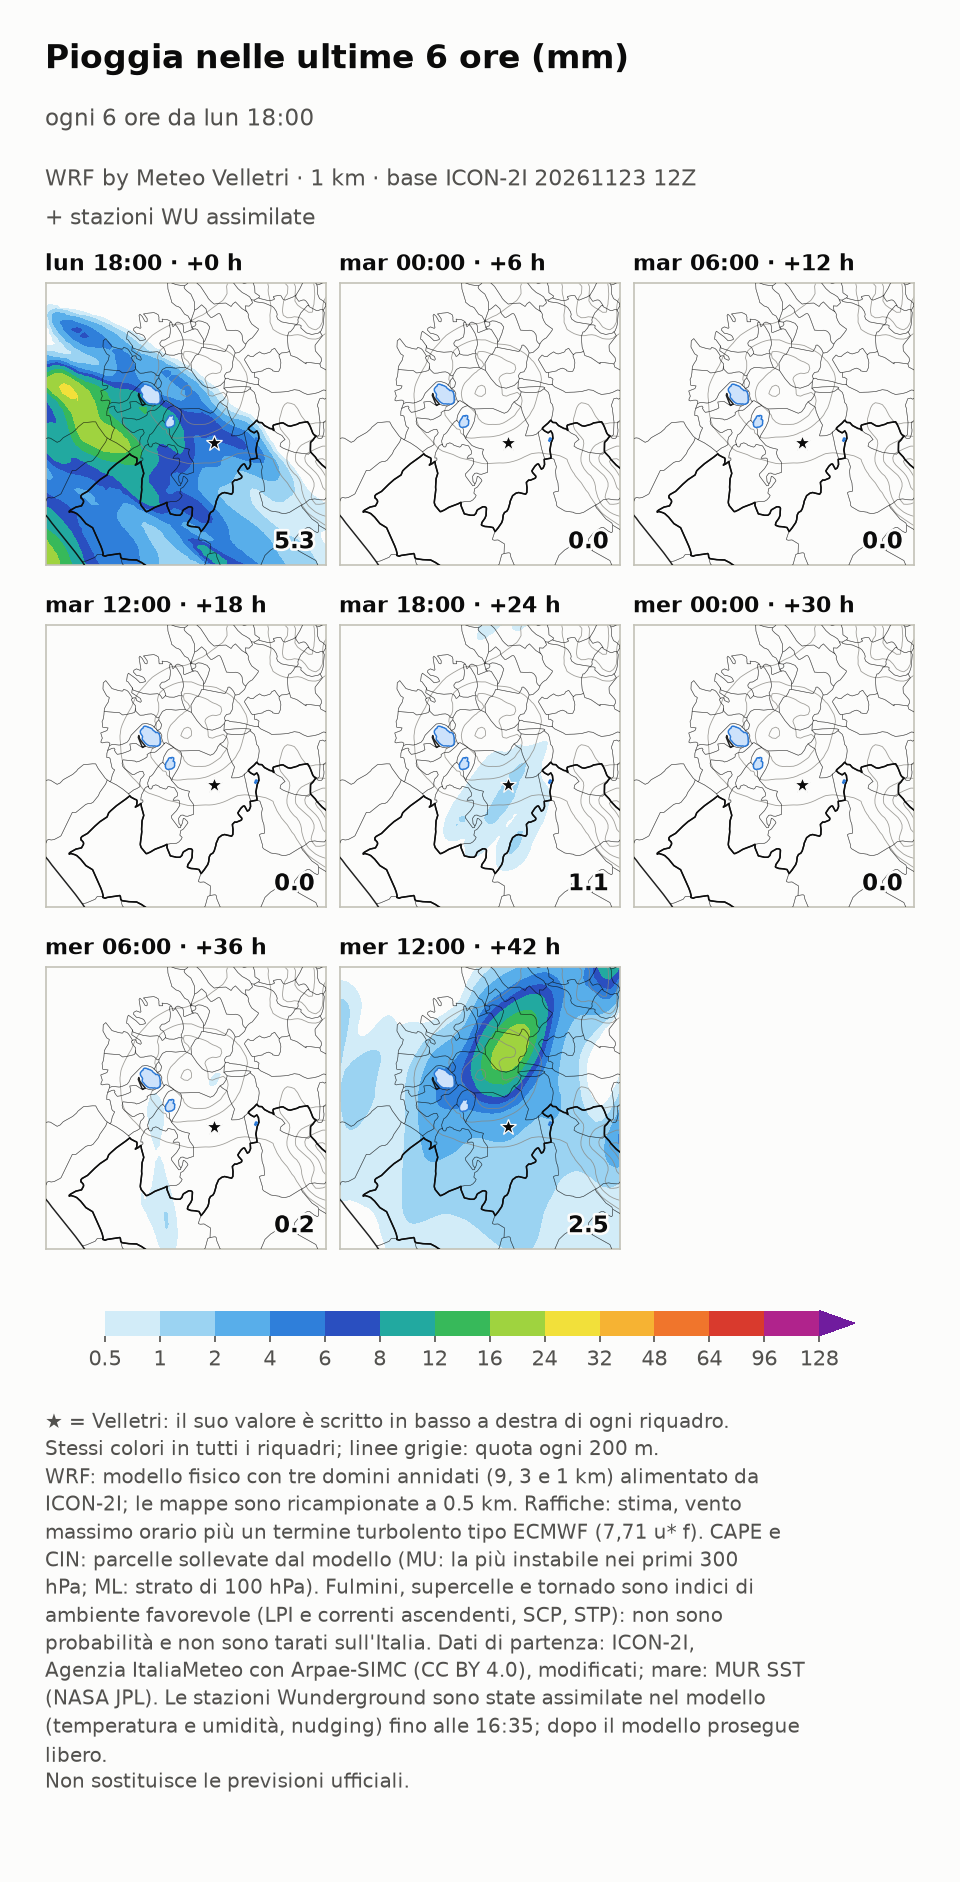 Pioggia nelle ultime 6 ore (mm)
ogni 6 ore da lun 18:00
WRF by Meteo Velletri · 1 km · base ICON-2I 20261123 12Z
+ stazioni WU assimilate
lun 18:00 · +0 h
mar 00:00 · +6 h
mar 06:00 · +12 h
5.3
0.0
0.0
mar 12:00 · +18 h
mar 18:00 · +24 h
mer 00:00 · +30 h
0.0
1.1
0.0
mer 06:00 · +36 h
mer 12:00 · +42 h
0.2
2.5
0.5 1 2 4 6 8 12 16 24 32 48 64 96 128
★ = Velletri: il suo valore è scritto in basso a destra di ogni riquadro.
Stessi colori in tutti i riquadri; linee grigie: quota ogni 200 m.
WRF: modello fisico con tre domini annidati (9, 3 e 1 km) alimentato da
ICON-2I; le mappe sono ricampionate a 0.5 km. Raffiche: stima, vento
massimo orario più un termine turbolento tipo ECMWF (7,71 u* f). CAPE e
CIN: parcelle sollevate dal modello (MU: la più instabile nei primi 300
hPa; ML: strato di 100 hPa). Fulmini, supercelle e tornado sono indici di
ambiente favorevole (LPI e correnti ascendenti, SCP, STP): non sono
probabilità e non sono tarati sull'Italia. Dati di partenza: ICON-2I,
Agenzia ItaliaMeteo con Arpae-SIMC (CC BY 4.0), modificati; mare: MUR SST
(NASA JPL). Le stazioni Wunderground sono state assimilate nel modello
(temperatura e umidità, nudging) fino alle 16:35; dopo il modello prosegue
libero.
Non sostituisce le previsioni ufficiali.